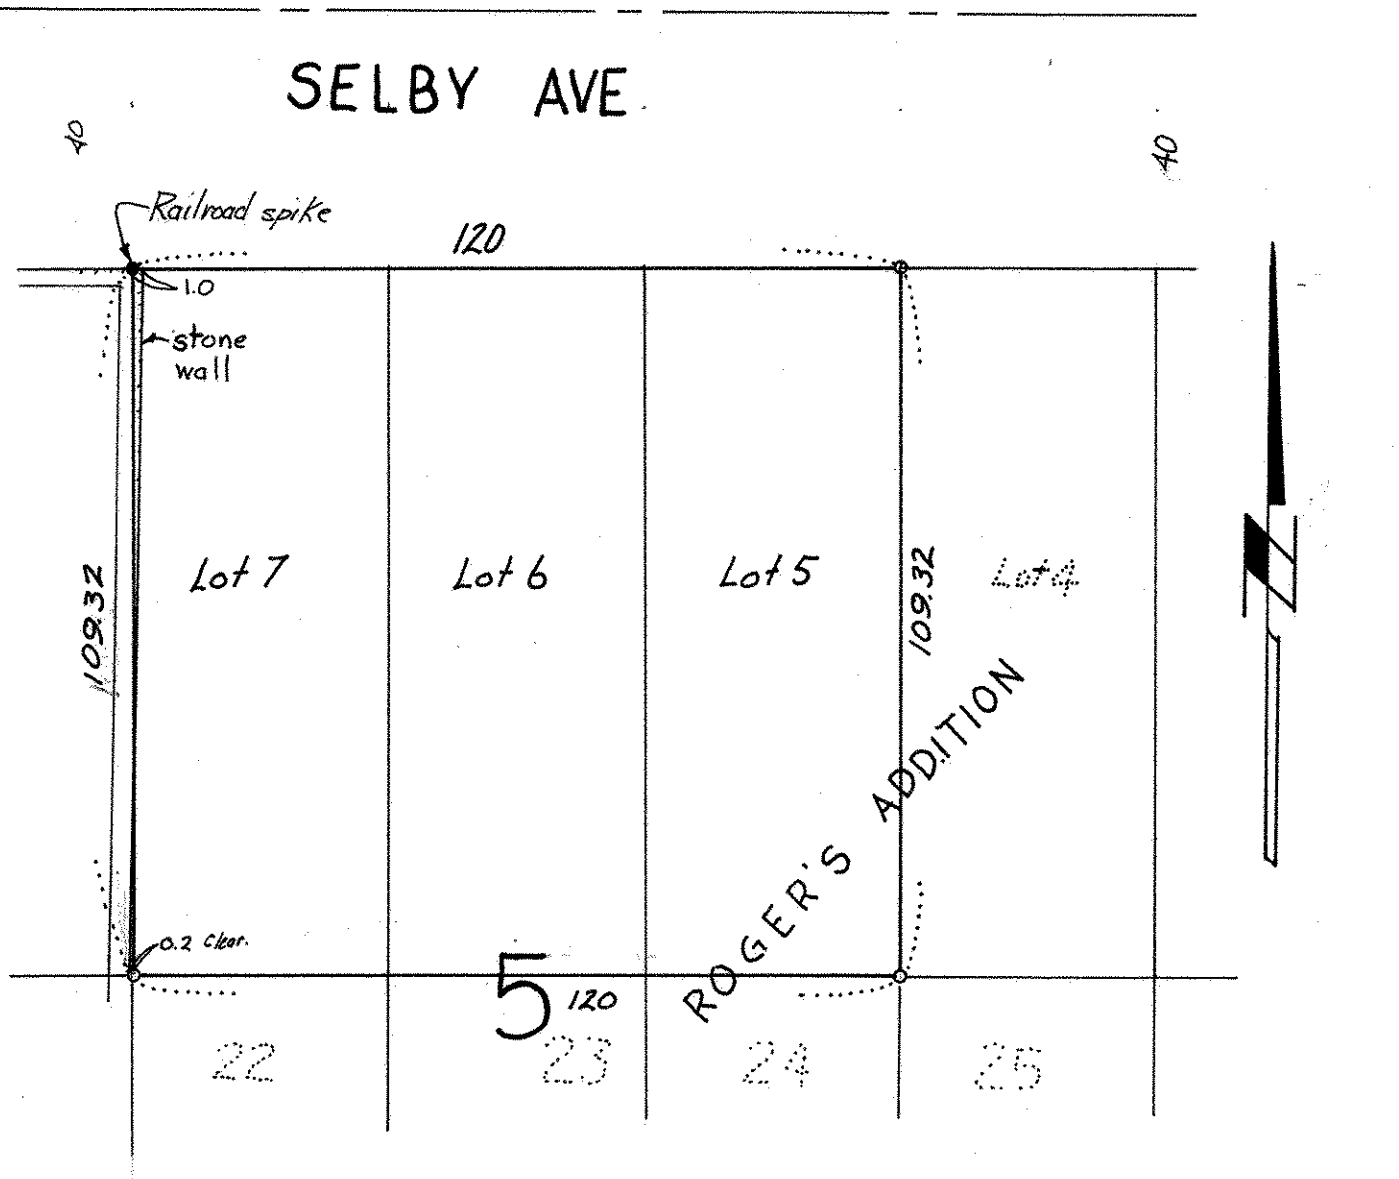 SELBY AVE
40
40
Railroad spike
120
1.0
stone
wall
Lot 7
Lot 6
Lot 5
Lot 4
109.32
109.32
N
ROGER'S ADDITION
0.2 Clear.
5
120
22
23
24
25